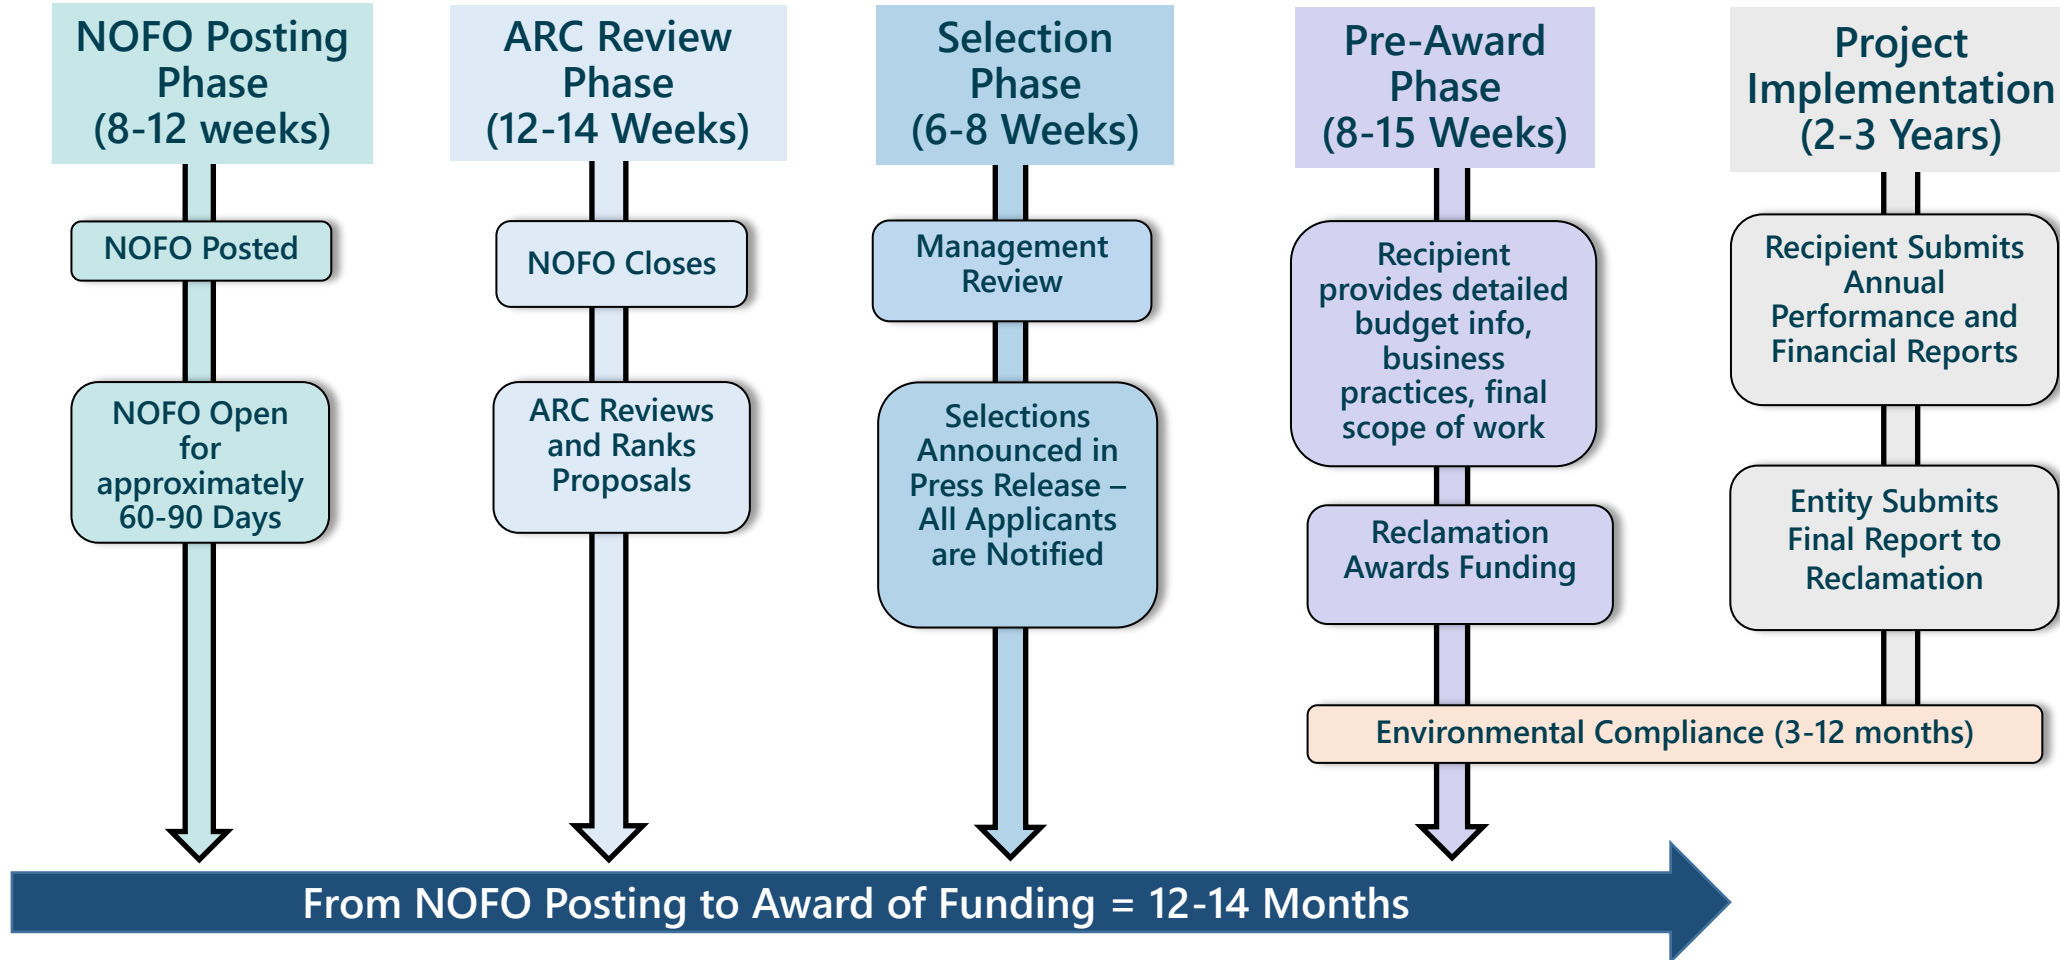 NOFO Posting
Phase
(8-12 weeks)
NOFO Posted
NOFO Open
for
approximately
60-90 Days
ARC Review
Phase
(12-14 Weeks)
NOFO Closes
ARC Reviews
and Ranks
Proposals
Selection
Phase
(6-8 Weeks)
Management
Review
Selections
Announced in
Press Release –
All Applicants
are Notified
Pre-Award
Phase
(8-15 Weeks)
Recipient
provides detailed
budget info,
business
practices, final
scope of work
Reclamation
Awards Funding
Project
Implementation
(2-3 Years)
Recipient Submits
Annual
Performance and
Financial Reports
Entity Submits
Final Report to
Reclamation
Environmental Compliance (3-12 months)
From NOFO Posting to Award of Funding = 12-14 Months